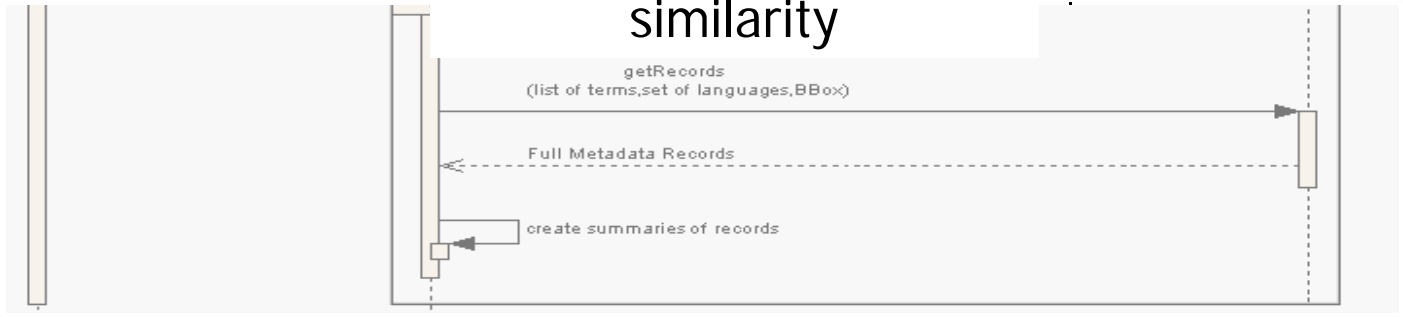 similarity
getRecords
(list of terms,set of languages,BBox)
Full Metadata Records
create summaries of records